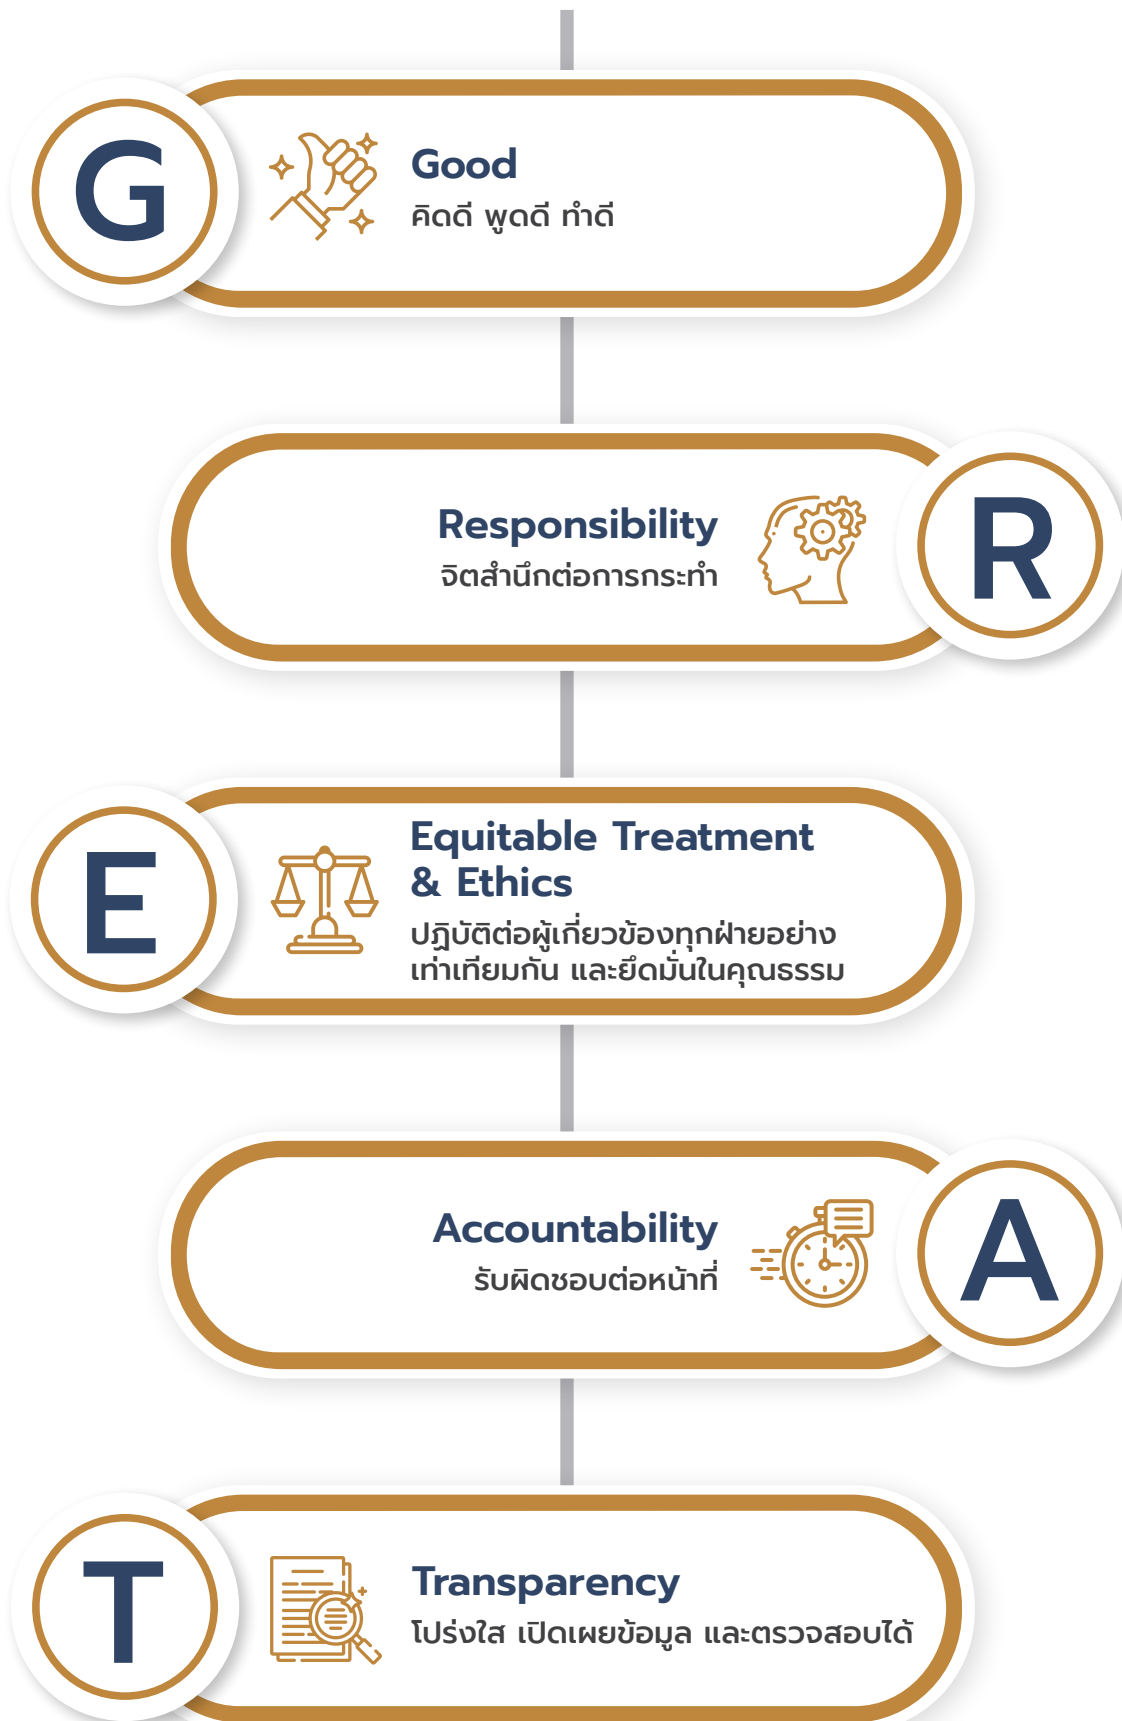 G
Good
คิดดี พูดดี ทำดี
Responsibility
จิตสำนึกต่อการกระทำ
R
E
Equitable Treatment
& Ethics
ปฏิบัติต่อผู้เกี่ยวข้องทุกฝ่ายอย่าง
เท่าเทียมกัน และยึดมั่นในคุณธรรม
Accountability
รับผิดชอบต่อหน้าที่
A
T
Transparency
โปร่งใส เปิดเผยข้อมูล และตรวจสอบได้